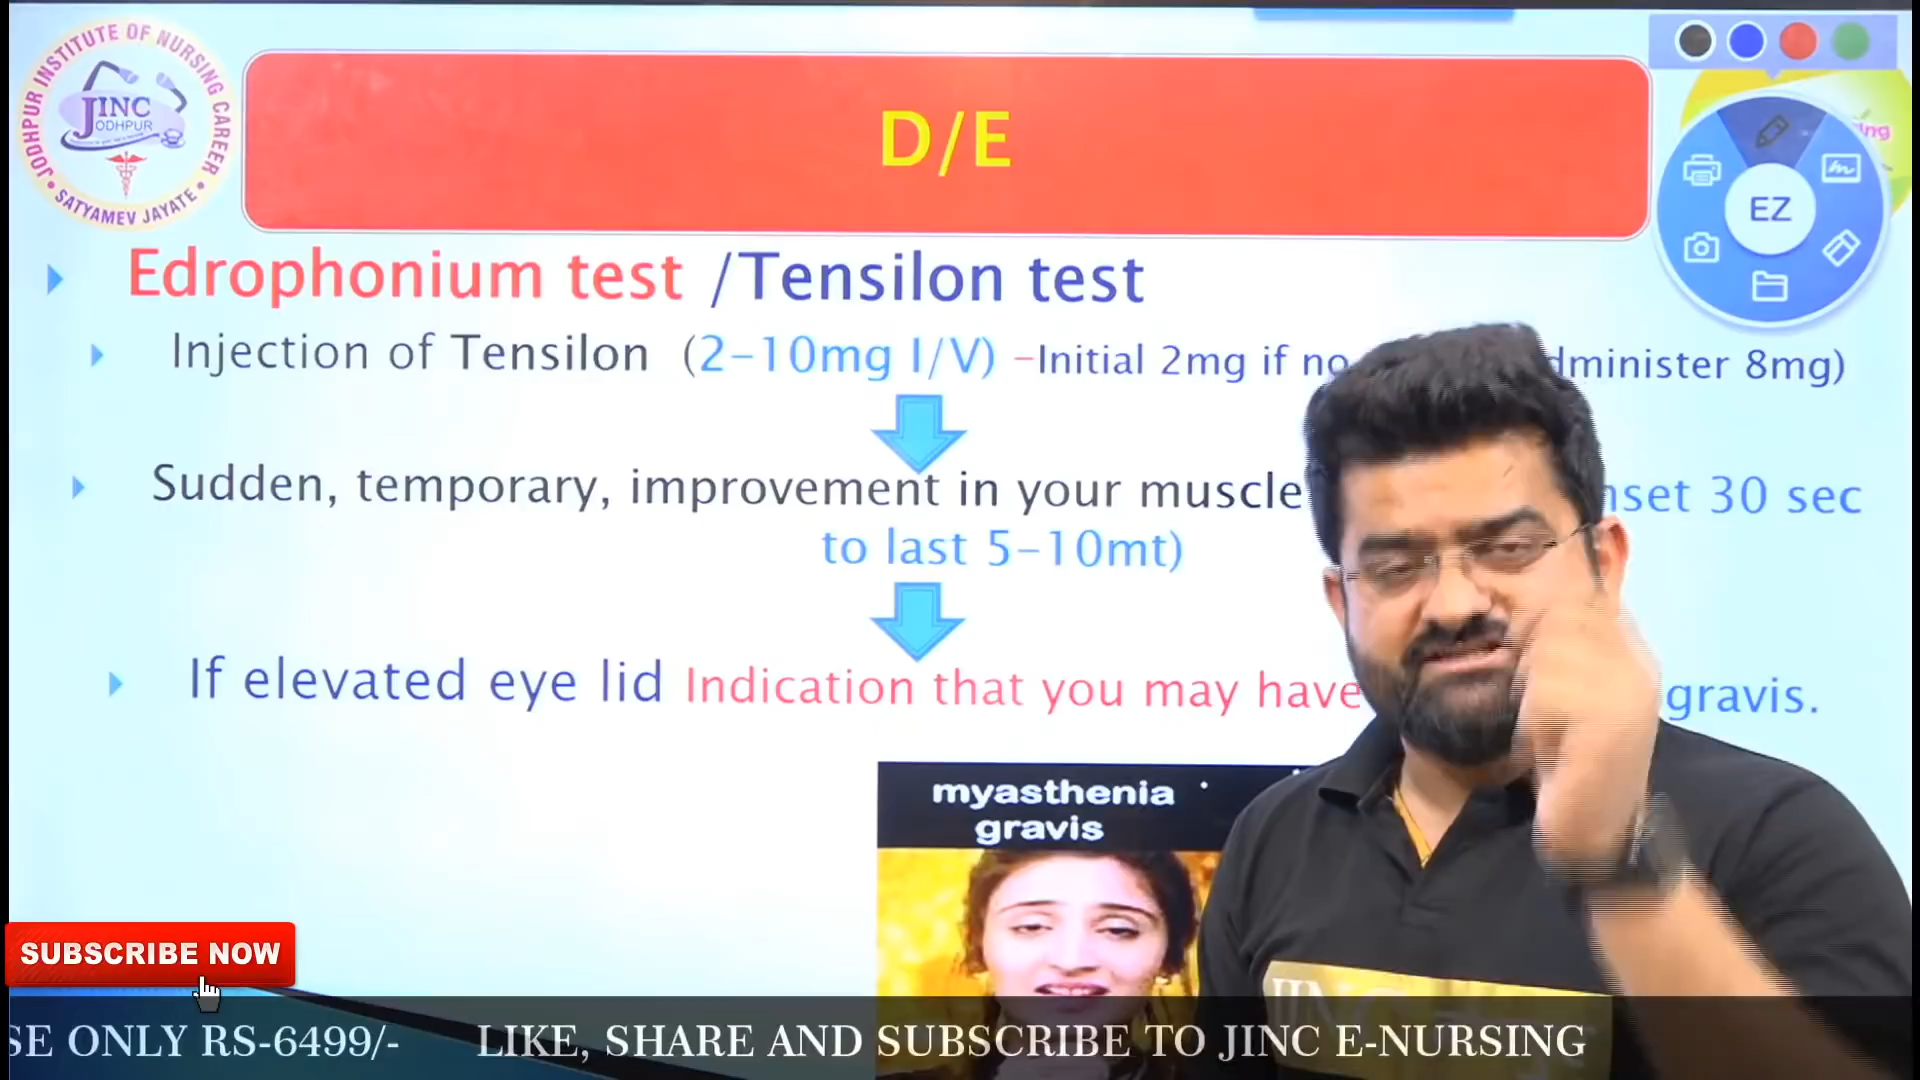 JODHPUR INSTITUTE OF NURSING CAREER
JINC
JODHPUR
SATYAMEV JAYATE
D/E
EZ
Edrophonium test /Tensilon test
Injection of Tensilon (2-10mg I/V) -Initial 2mg if no 8mg)
Sudden, temporary, improvement in your muscle 30 sec
to last 5-10mt)
If elevated eye lid Indication that you may have gravis.
myasthenia
gravis
SUBSCRIBE NOW
ONLY RS-6499/- LIKE, SHARE AND SUBSCRIBE TO JINC E-NURSING